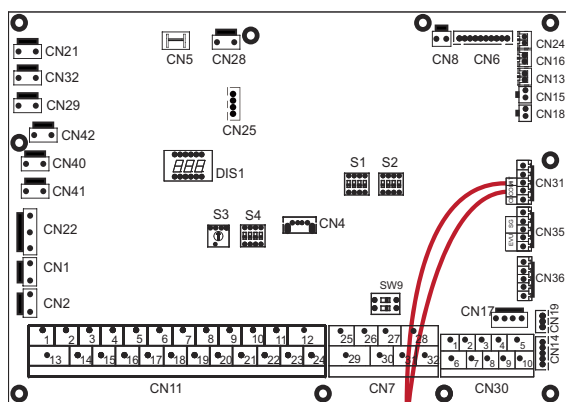 CN21
CN5
CN28
CN8
CN6
CN24
CN32
CN16
CN29
CN13
CN25
CN15
CN42
CN18
CN40
DIS1
S1
S2
CN41
CN31
COM
CN22
S3
S4
CN4
SG
EVU
CN35
CN1
CN36
CN2
SW9
CN17
CN19
CN14
1 2 3 4 5 6 7 8 9 10 11 12
25 26 27 28
1 2 3 4 5
13 14 15 16 17 18 19 20 21 22 23 24
29 30 31 32
6 7 8 9 10
CN11
CN7
CN30